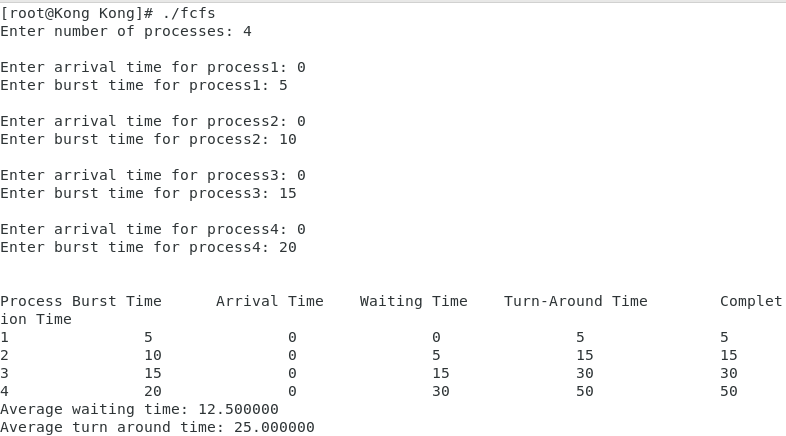 [root@Kong Kong]# ./fcfs
Enter number of processes: 4
Enter arrival time for process1: 0
Enter burst time for process1: 5
Enter arrival time for process2: 0
Enter burst time for process2: 10
Enter arrival time for process3: 0
Enter burst time for process3: 15
Enter arrival time for process4: 0
Enter burst time for process4: 20
Process Burst Time      Arrival Time    Waiting Time    Turn-Around Time        Complet
ion Time
1               5               0               0               5               5
2               10              0               5               15              15
3               15              0               15              30              30
4               20              0               30              50              50
Average waiting time: 12.500000
Average turn around time: 25.000000